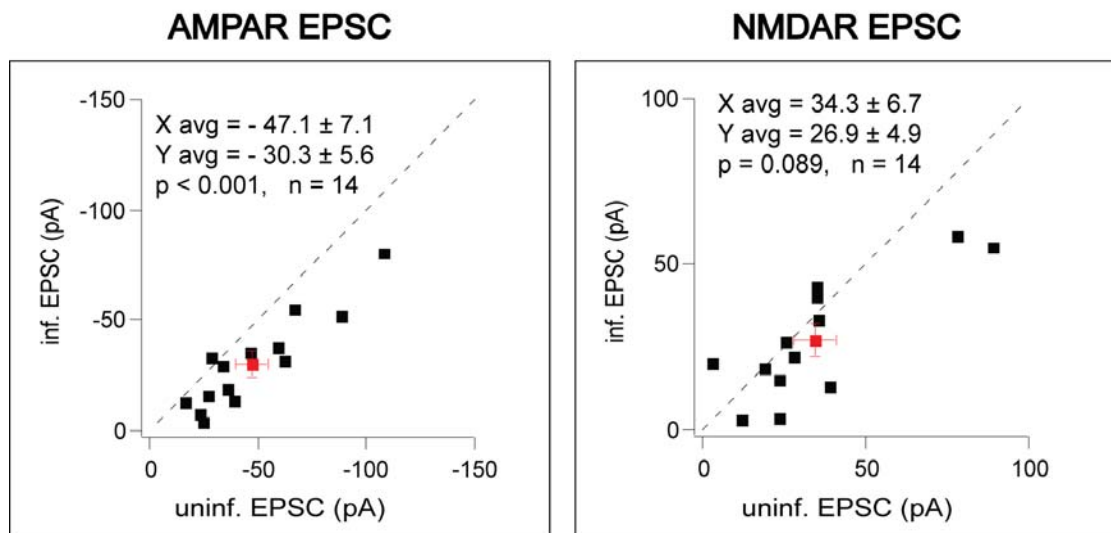 AMPAR EPSC
-150
-100
-50
0
inf. EPSC (pA)
X avg = - 47.1 ± 7.1
Y avg = - 30.3 ± 5.6
p < 0.001,   n = 14
0 -50 -100 -150
uninf. EPSC (pA)
NMDAR EPSC
100
50
0
inf. EPSC (pA)
X avg = 34.3 ± 6.7
Y avg = 26.9 ± 4.9
p = 0.089,   n = 14
0 50 100
uninf. EPSC (pA)